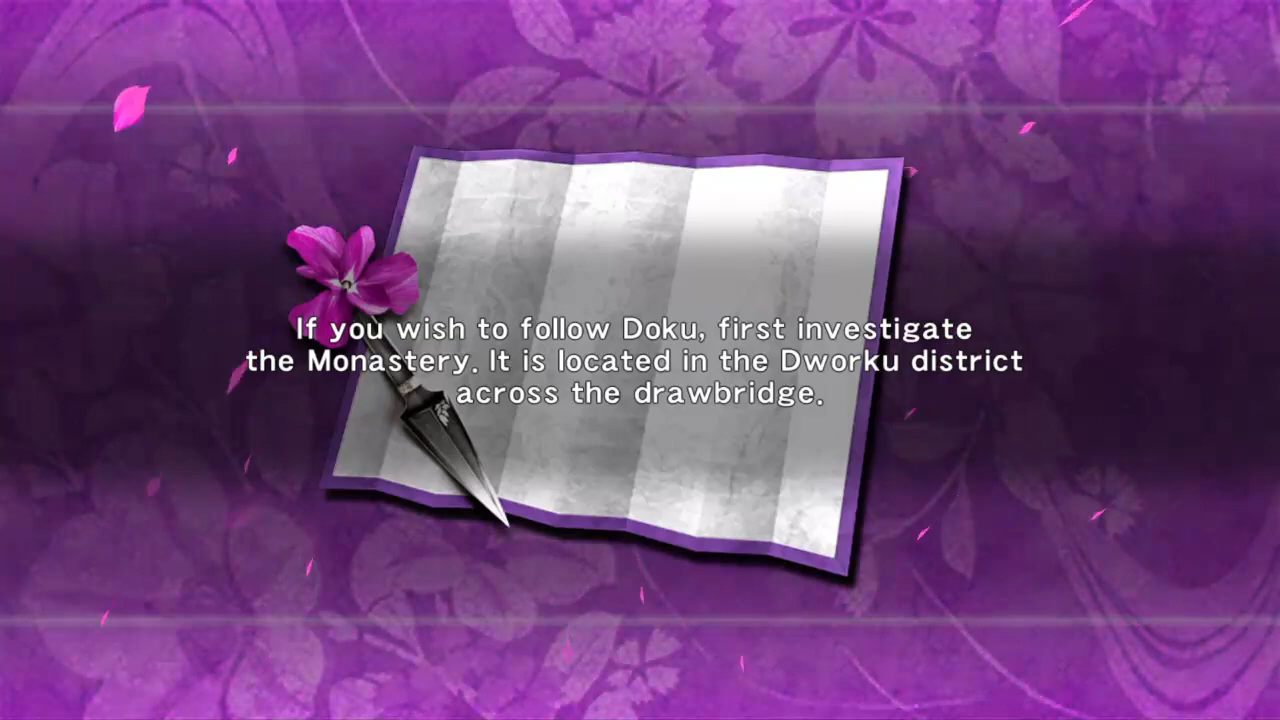 If you wish to follow Doku, first investigate
the Monastery. It is located in the Dworku district
across the drawbridge.